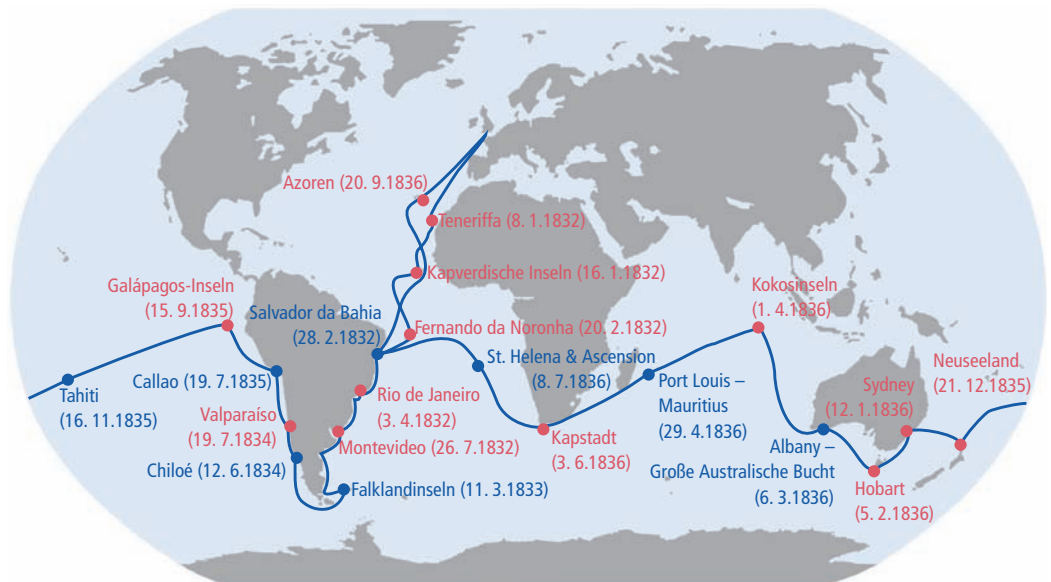 Azoren (20. 9.1836)
Teneriffa (8. 1.1832)
Kapverdische Inseln (16. 1.1832)
Galápagos-Inseln
(15. 9.1835)
Salvador da Bahia
(28. 2.1832)
Fernando da Noronha (20. 2.1832)
Kokosinseln
(1. 4.1836)
St. Helena & Ascension
(8. 7.1836)
Tahiti
(16. 11.1835)
Callao (19. 7.1835)
Port Louis –
Mauritius
(29. 4.1836)
Neuseeland
(21. 12.1835)
Sydney
(12. 1.1836)
Rio de Janeiro
(3. 4.1832)
Valparaíso
(19. 7.1834)
Montevideo (26. 7.1832)
Kapstadt
(3. 6.1836)
Albany –
Große Australische Bucht
(6. 3.1836)
Chiloé (12. 6.1834)
Falklandinseln (11. 3.1833)
Hobart
(5. 2.1836)